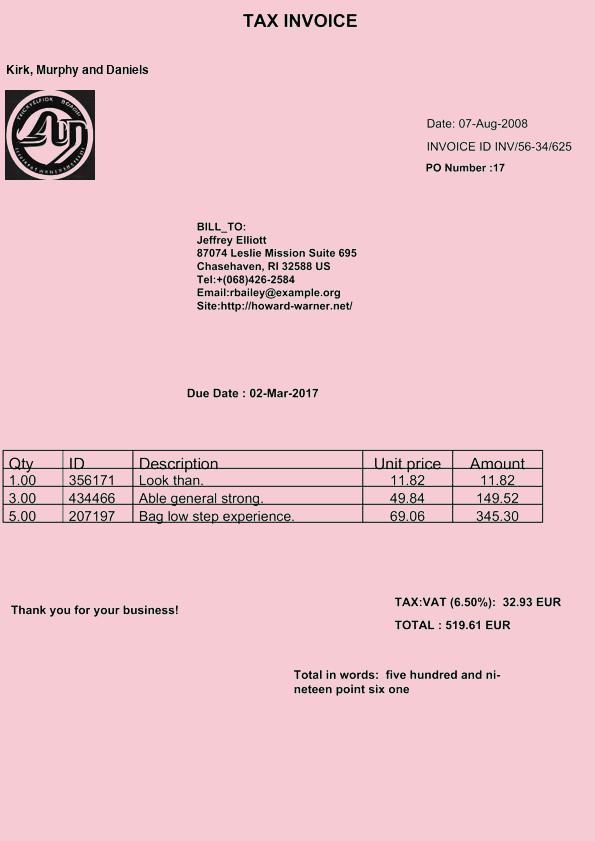 TAX INVOICE
Kirk, Murphy and Daniels
Date: 07-Aug-2008
INVOICE ID INV/56-34/625
PO Number :17
BILL_TO:
Jeffrey Elliott
87074 Leslie Mission Suite 695
Chasehaven, RI 32588 US
Tel:+(068)426-2584
Email:rbailey@example.org
Site:http://howard-warner.net/
Due Date : 02-Mar-2017
Qty ID Description Unit price Amount
1.00 356171 Look than. 11.82 11.82
3.00 434466 Able general strong. 49.84 149.52
5.00 207197 Bag low step experience. 69.06 345.30
TAX:VAT (6.50%): 32.93 EUR
Thank you for your business!
TOTAL : 519.61 EUR
Total in words: five hundred and ni-
neteen point six one